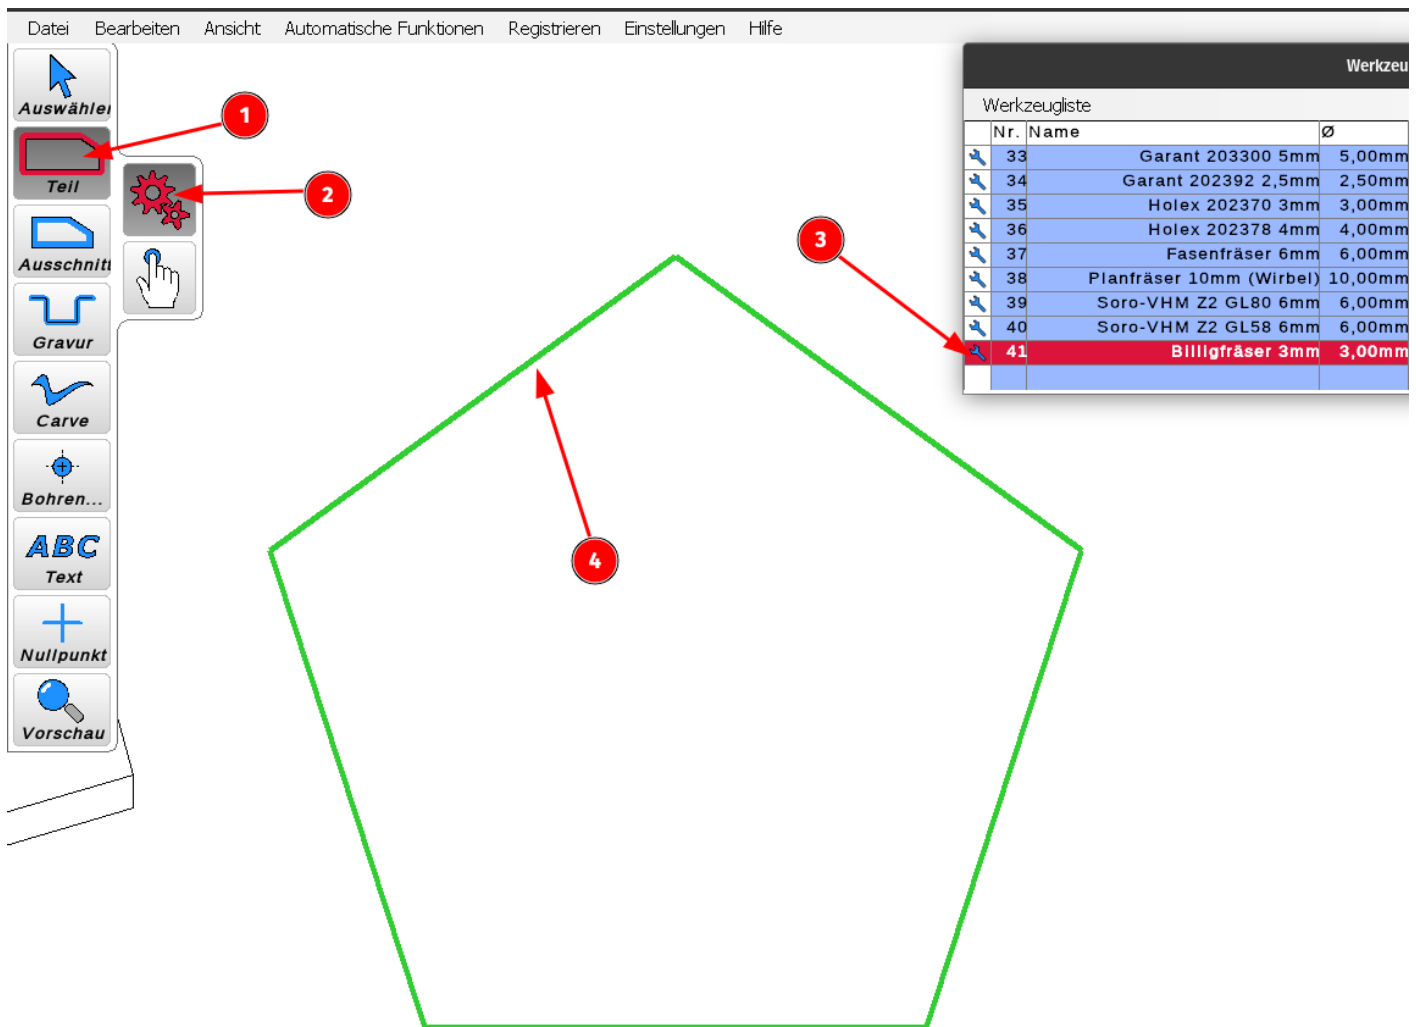 Datei Bearbeiten Ansicht Automatische Funktionen Registrieren Einstellungen Hilfe
Werkzeu
Auswähler
Teil
Ausschnitt
Gravur
Carve
Bohren...
ABC
Text
Nullpunkt
Vorschau
1
2
3
4
Werkzeugliste
Nr. Name Ø
33 Garant 203300 5mm 5,00mm
34 Garant 202392 2,5mm 2,50mm
35 Holex 202370 3mm 3,00mm
36 Holex 202378 4mm 4,00mm
37 Fasenfräser 6mm 6,00mm
38 Planfräser 10mm (Wirbel) 10,00mm
39 Soro-VHM Z2 GL80 6mm 6,00mm
40 Soro-VHM Z2 GL58 6mm 6,00mm
41 Billigfräser 3mm 3,00mm